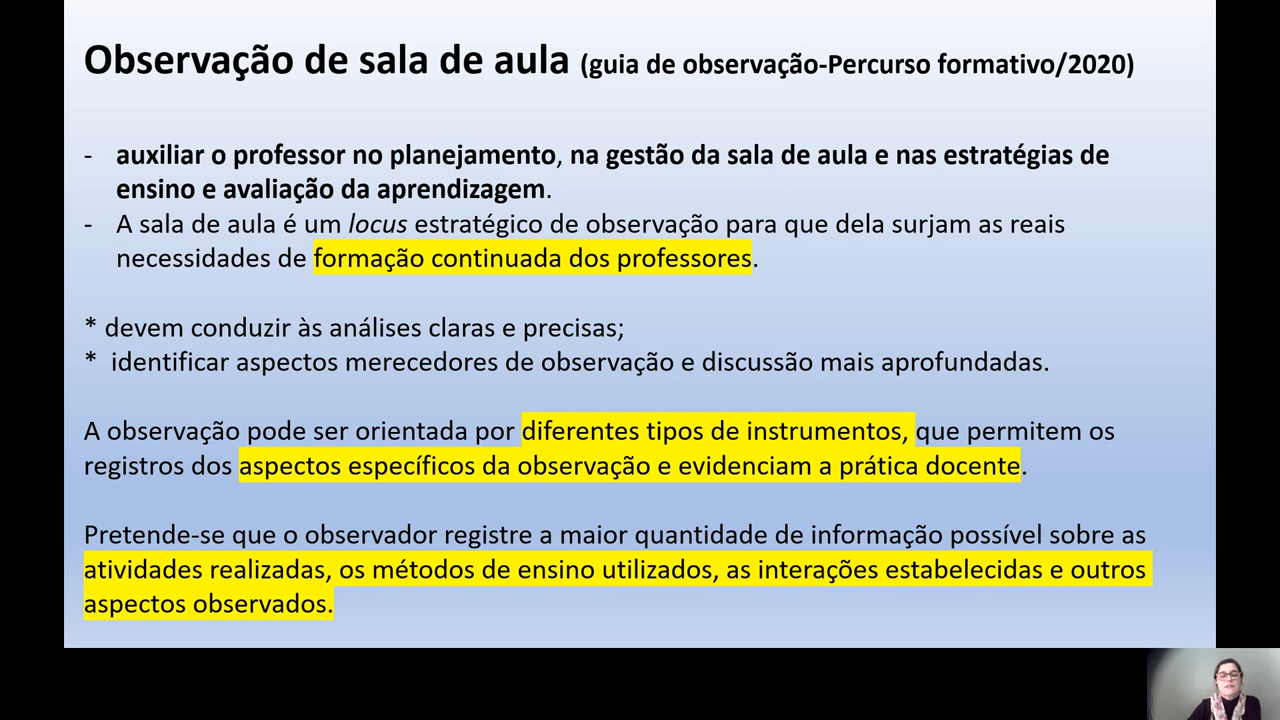 Observação de sala de aula (guia de observação-Percurso formativo/2020)
- auxiliar o professor no planejamento, na gestão da sala de aula e nas estratégias de
ensino e avaliação da aprendizagem.
- A sala de aula é um locus estratégico de observação para que dela surjam as reais
necessidades de formação continuada dos professores.
* devem conduzir às análises claras e precisas;
* identificar aspectos merecedores de observação e discussão mais aprofundadas.
A observação pode ser orientada por diferentes tipos de instrumentos, que permitem os
registros dos aspectos específicos da observação e evidenciam a prática docente.
Pretende-se que o observador registre a maior quantidade de informação possível sobre as
atividades realizadas, os métodos de ensino utilizados, as interações estabelecidas e outros
aspectos observados.